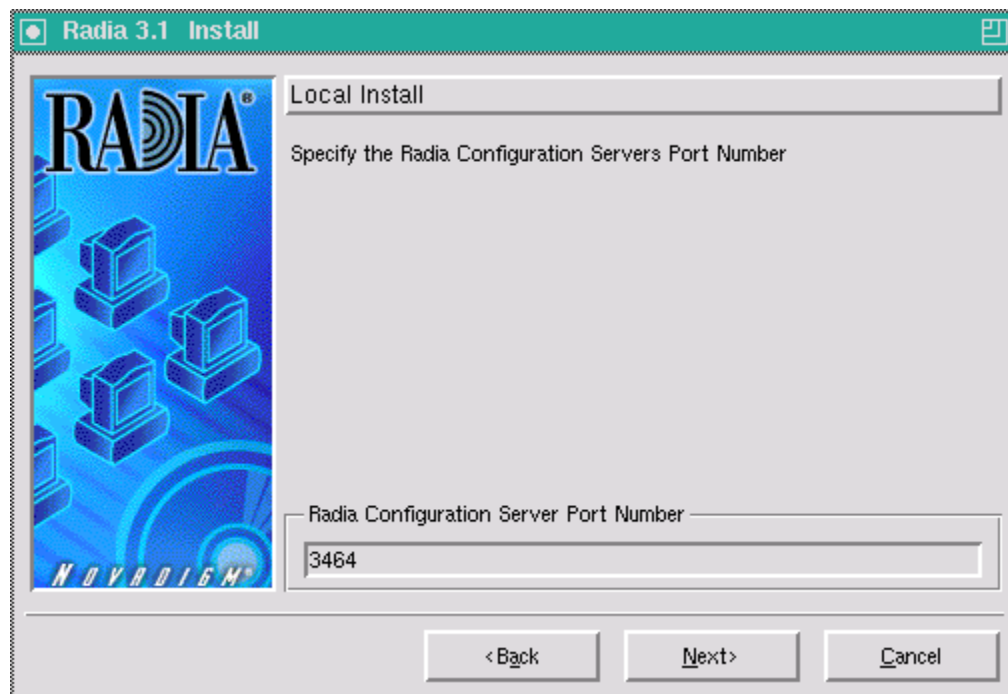 Radia 3.1 Install
RADIA®
Local Install
Specify the Radia Configuration Servers Port Number
Radia Configuration Server Port Number
3464
NOVADIGM®
<Back
Next>
Cancel